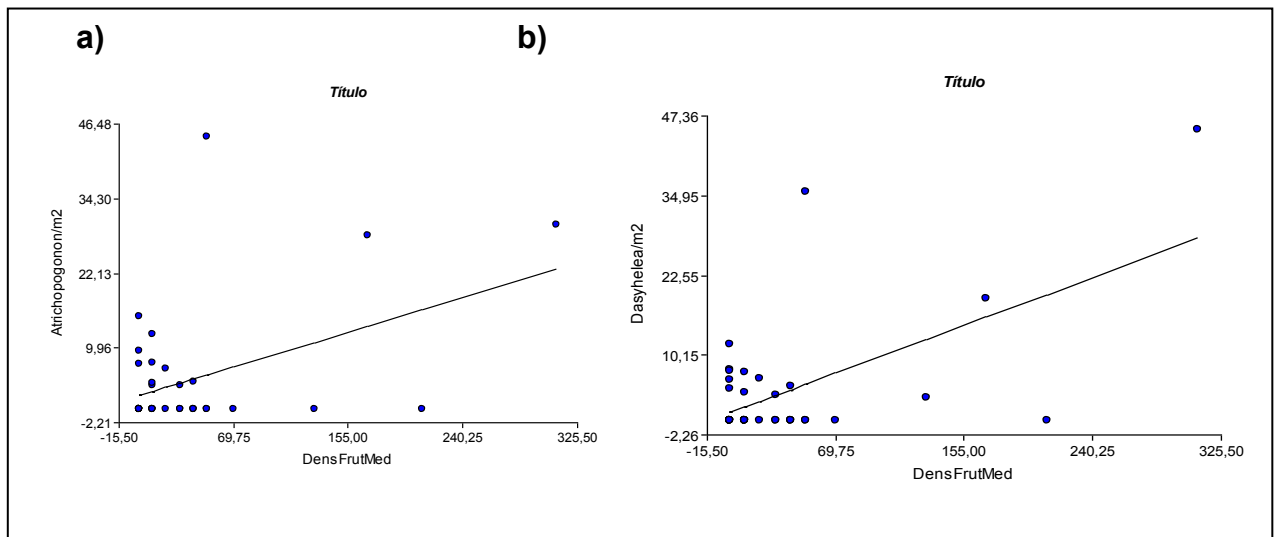 a)
Título
46,48
34,30
22,13
9,96
-2,21
Atrichopogonon/m2
-15,50 69,75 155,00 240,25 325,50
DensFrutMed
b)
Título
47,36
34,95
22,55
10,15
-2,26
Dasyhelea/m2
-15,50 69,75 155,00 240,25 325,50
DensFrutMed